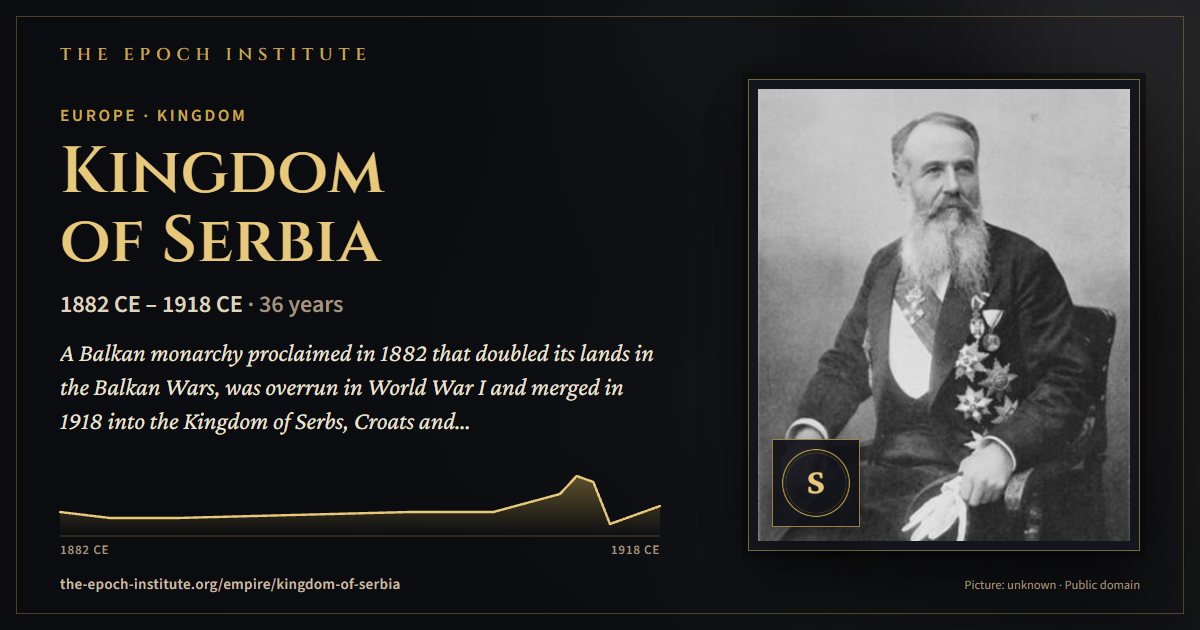 THE EPOCH INSTITUTE
EUROPE · KINGDOM
KINGDOM
OF SERBIA
1882 CE – 1918 CE · 36 years
A Balkan monarchy proclaimed in 1882 that doubled its lands in
the Balkan Wars, was overrun in World War I and merged in
1918 into the Kingdom of Serbs, Croats and...
S
1882 CE
1918 CE
the-epoch-institute.org/empire/kingdom-of-serbia
Picture: unknown · Public domain